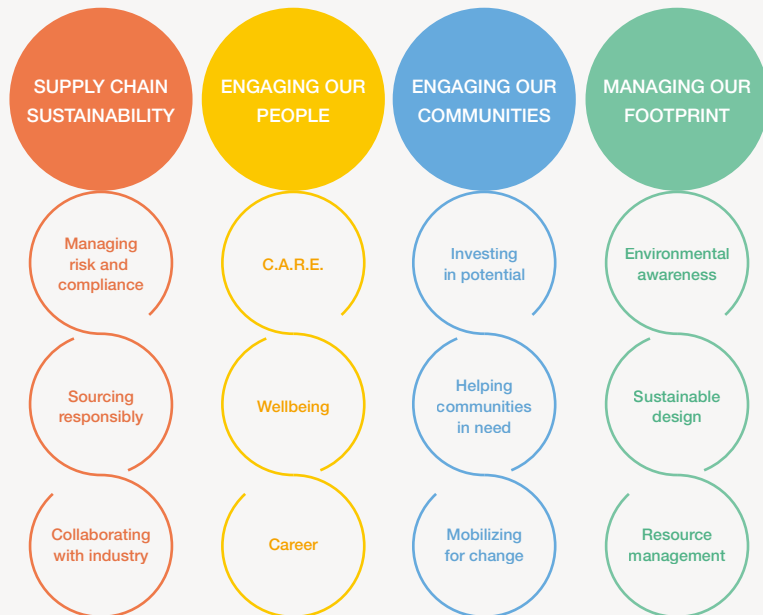 SUPPLY CHAIN
SUSTAINABILITY
ENGAGING OUR
PEOPLE
ENGAGING OUR
COMMUNITIES
MANAGING OUR
FOOTPRINT
Managing
risk and
compliance
C.A.R.E.
Investing
in potential
Environmental
awareness
Sourcing
responsibly
Wellbeing
Helping
communities
in need
Sustainable
design
Collaborating
with industry
Career
Mobilizing
for change
Resource
management